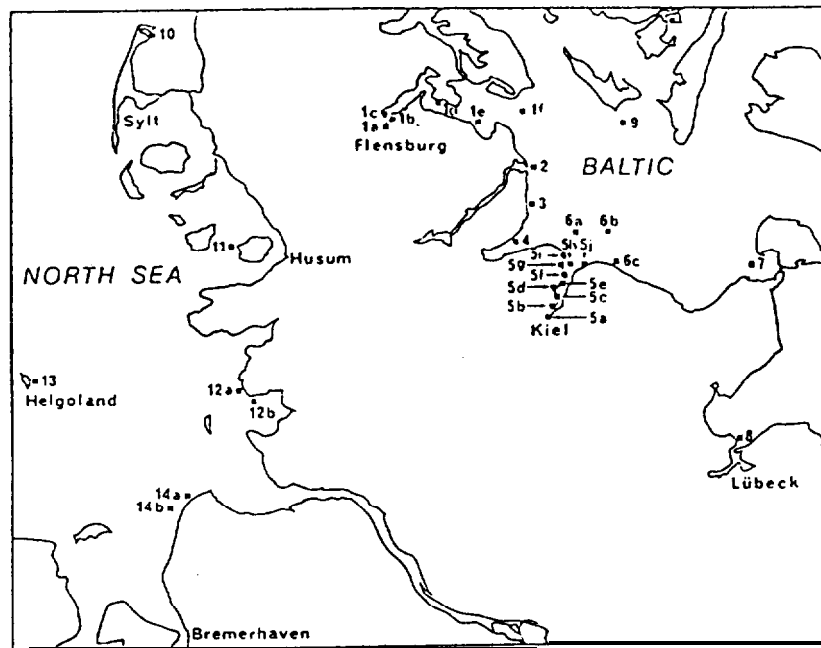 10
Sylt
1c
1b
1a
Flensburg
1d
1e
1f
9
2
BALTIC
3
6a
6b
4
5h
5j
5i
11
Husum
5g
6c
7
NORTH SEA
5f
5d
5e
5c
5b
5a
Kiel
13
Helgoland
12a
12b
8
Lübeck
14a
14b
Bremerhaven